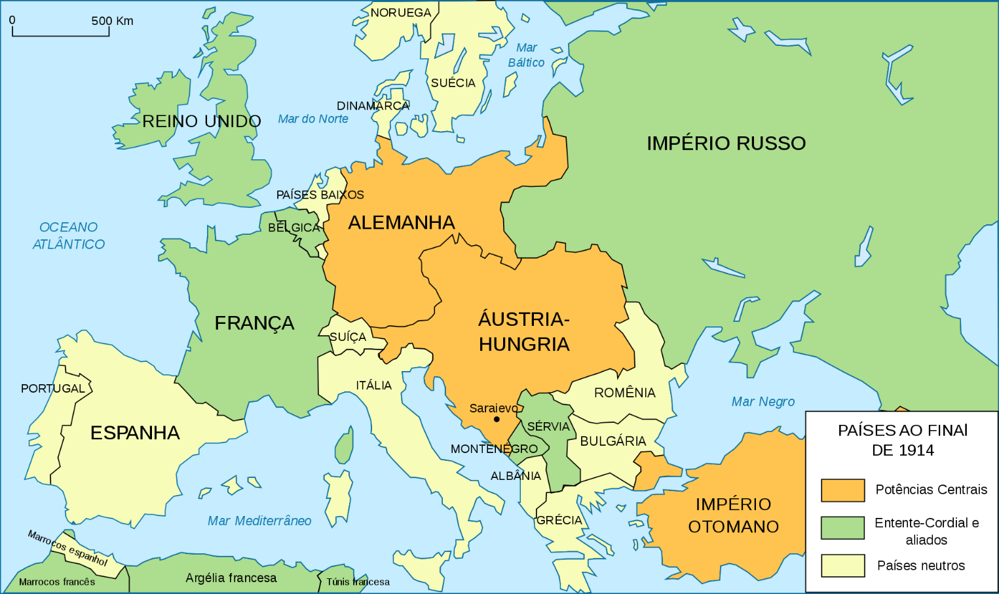 0 500 Km
NORUEGA
Mar
Báltico
SUÉCIA
DINAMARCA
Mar do Norte
REINO UNIDO
IMPÉRIO RUSSO
PAÍSES BAIXOS
ALEMANHA
BÉLGICA
OCEANO
ATLÂNTICO
FRANÇA
ÁUSTRIA-
HUNGRIA
SUÍÇA
ITÁLIA
PORTUGAL
ROMÊNIA
Mar Negro
Saraievo
SÉRVIA
ESPANHA
BULGÁRIA
MONTENEGRO
ALBÂNIA
GRÉCIA
IMPÉRIO
OTOMANO
Mar Mediterrâneo
Marrocos espanhol
Marrocos francês
Argélia francesa
Túnis francesa
PAÍSES AO FINAl
DE 1914
Potências Centrais
Entente-Cordial e
aliados
Países neutros